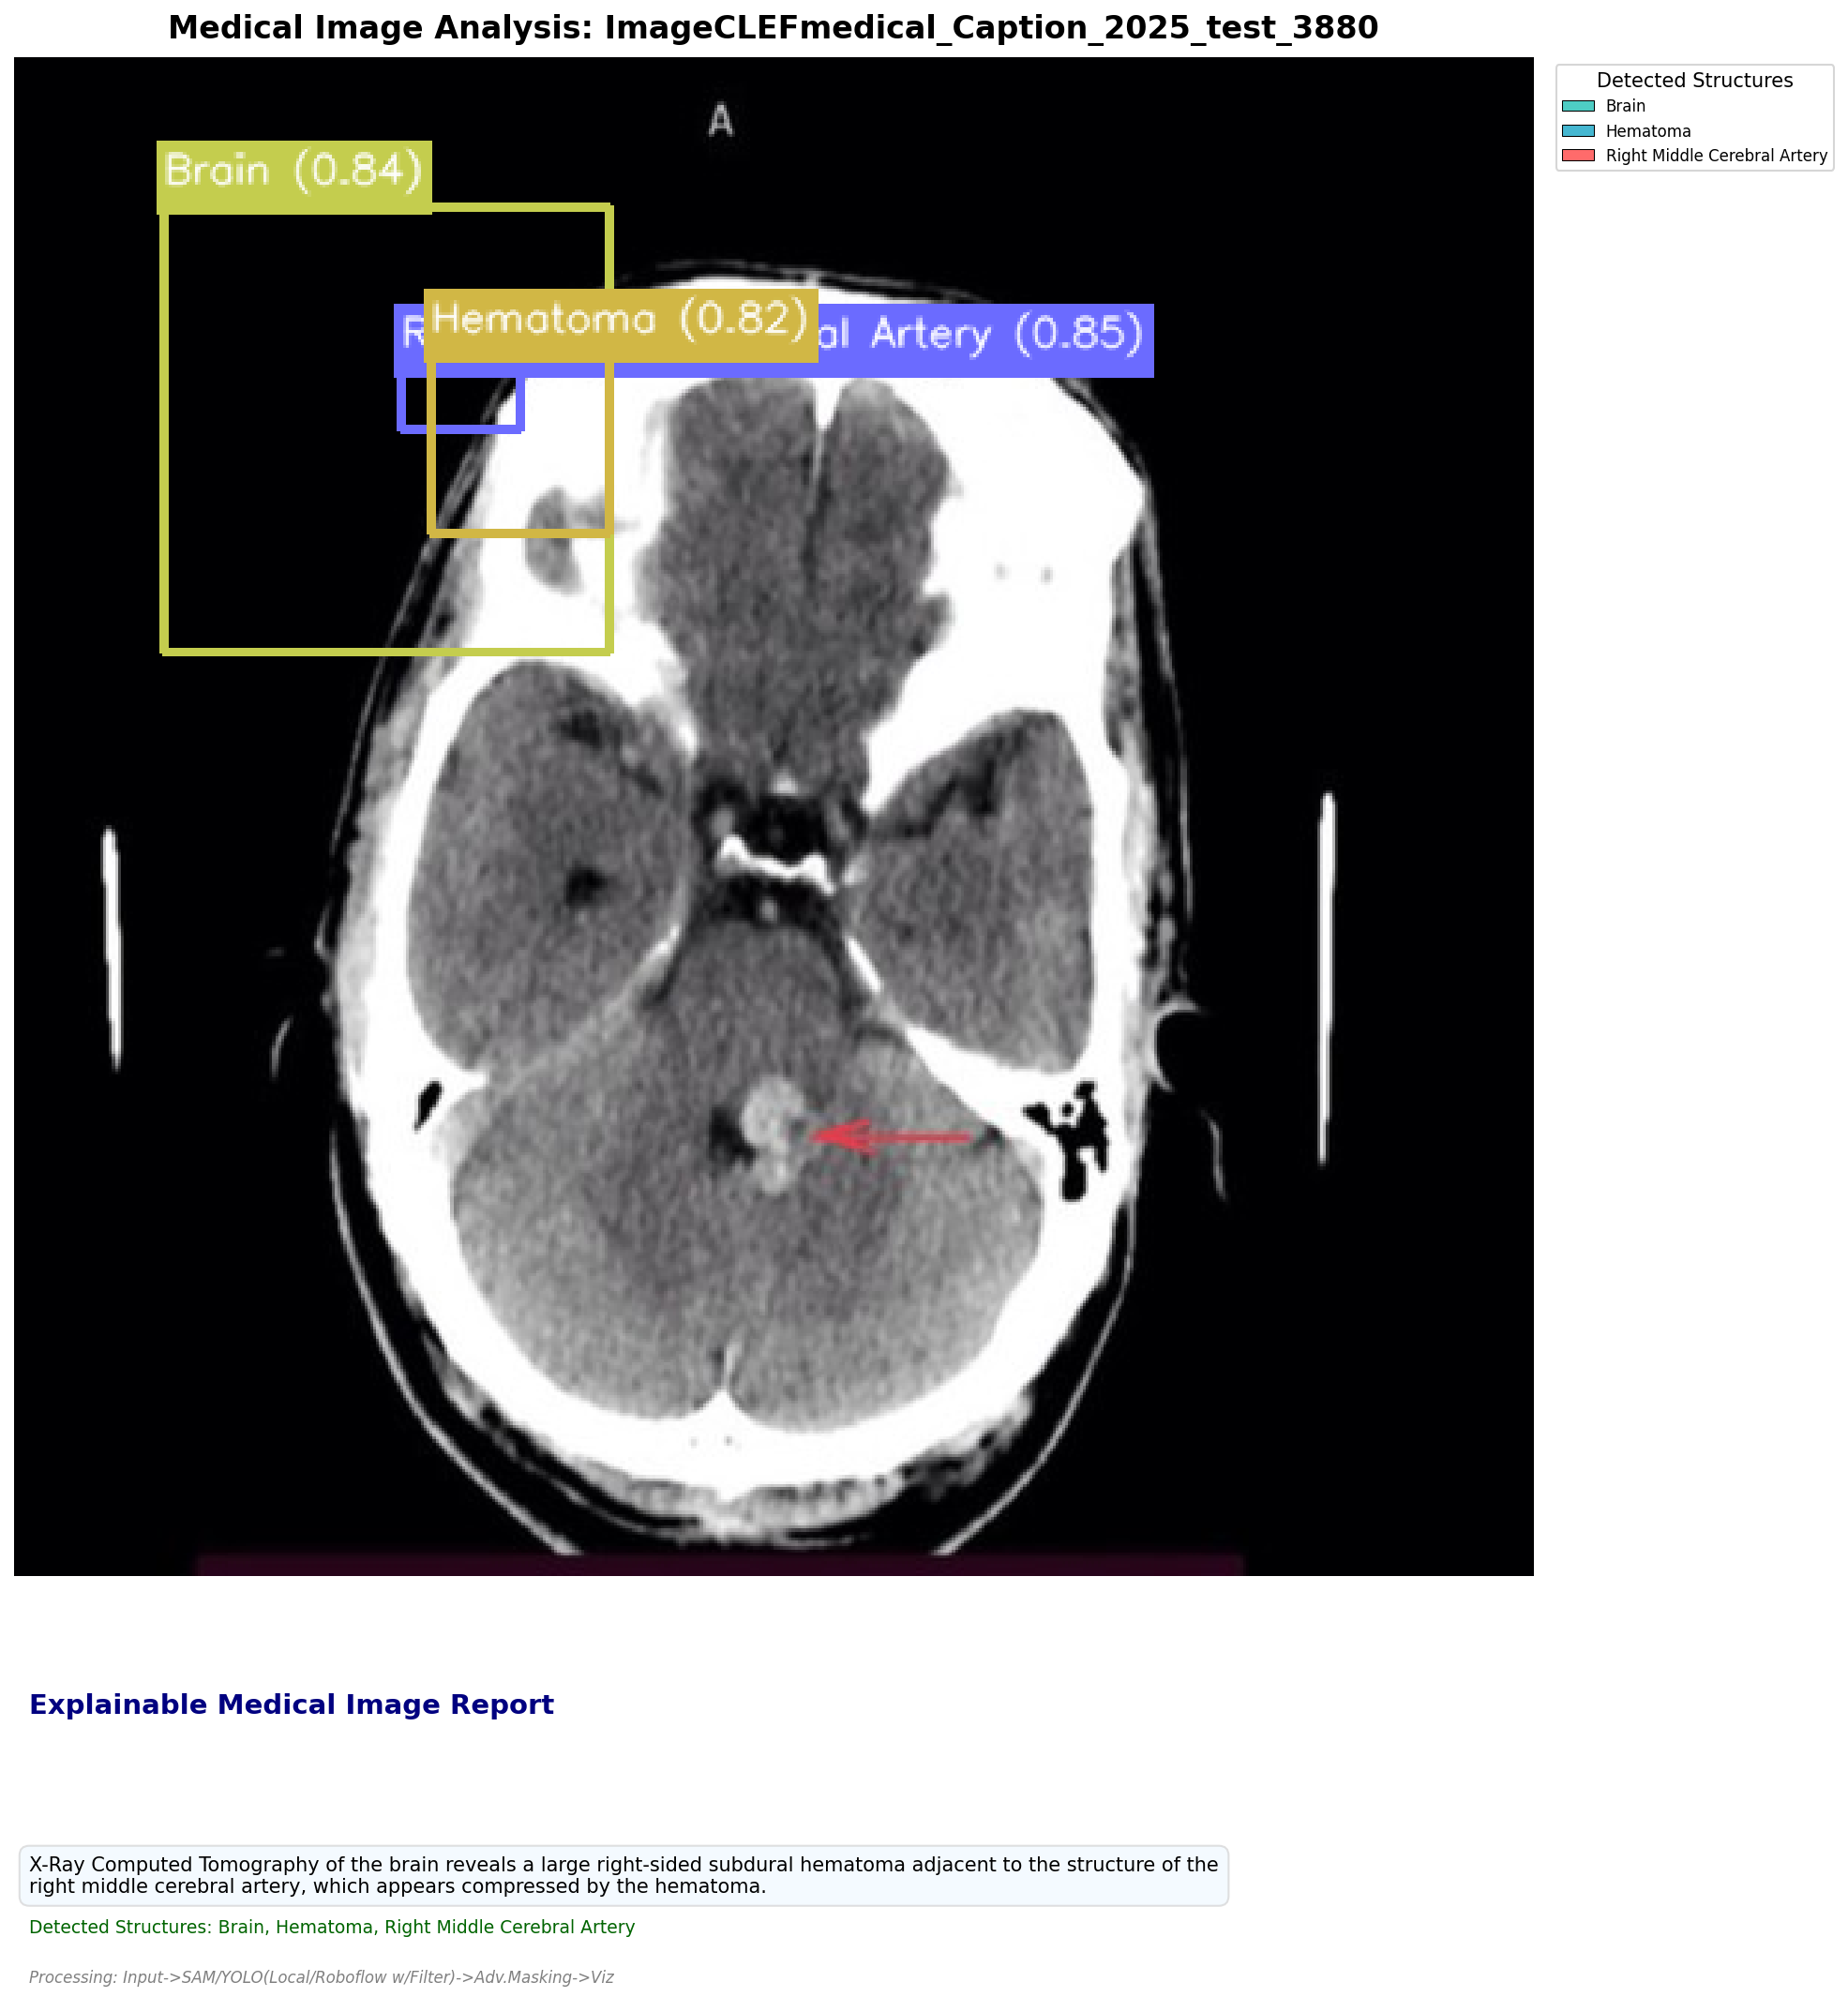 Medical Image Analysis: ImageCLEFmedical_Caption_2025_test_3880
Detected Structures
Brain
Hematoma
Right Middle Cerebral Artery
A
Brain (0.84)
Hematoma (0.82)
R al Artery (0.85)
Explainable Medical Image Report
X-Ray Computed Tomography of the brain reveals a large right-sided subdural hematoma adjacent to the structure of the
right middle cerebral artery, which appears compressed by the hematoma.
Detected Structures: Brain, Hematoma, Right Middle Cerebral Artery
Processing: Input->SAM/YOLO(Local/Roboflow w/Filter)->Adv.Masking->Viz